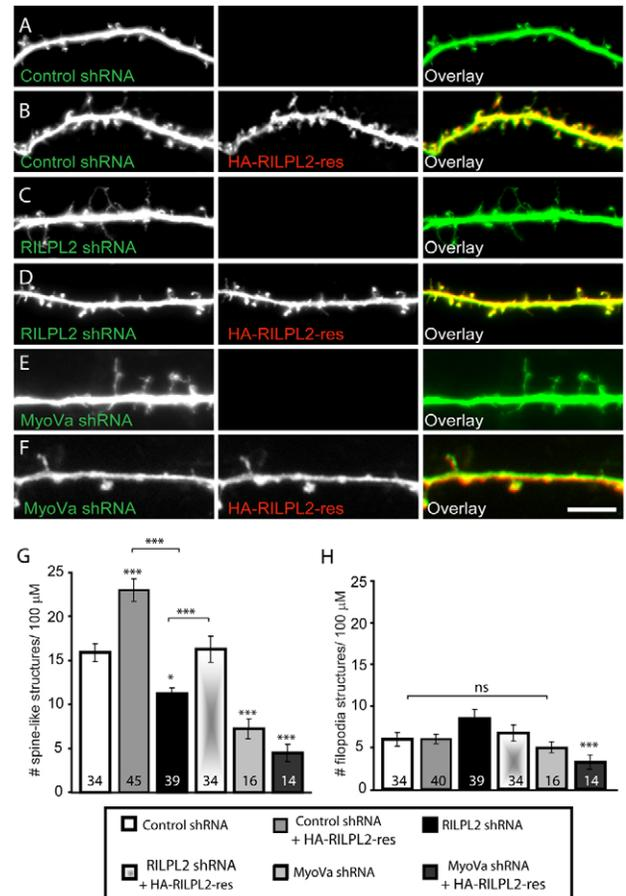 A
Control shRNA
Overlay
B
Control shRNA
HA-RILPL2-res
Overlay
C
RILPL2 shRNA
Overlay
D
RILPL2 shRNA
HA-RILPL2-res
Overlay
E
MyoVa shRNA
Overlay
F
MyoVa shRNA
HA-RILPL2-res
Overlay
G
# spine-like structures/ 100 µM
25
20
15
10
5
0
***
***
***
*
***
***
34
45
39
34
16
14
H
# filopodia structures/ 100 µM
25
20
15
10
5
0
ns
***
34
40
39
34
16
14
Control shRNA
Control shRNA
+ HA-RILPL2-res
RILPL2 shRNA
RILPL2 shRNA
+ HA-RILPL2-res
MyoVa shRNA
MyoVa shRNA
+ HA-RILPL2-res